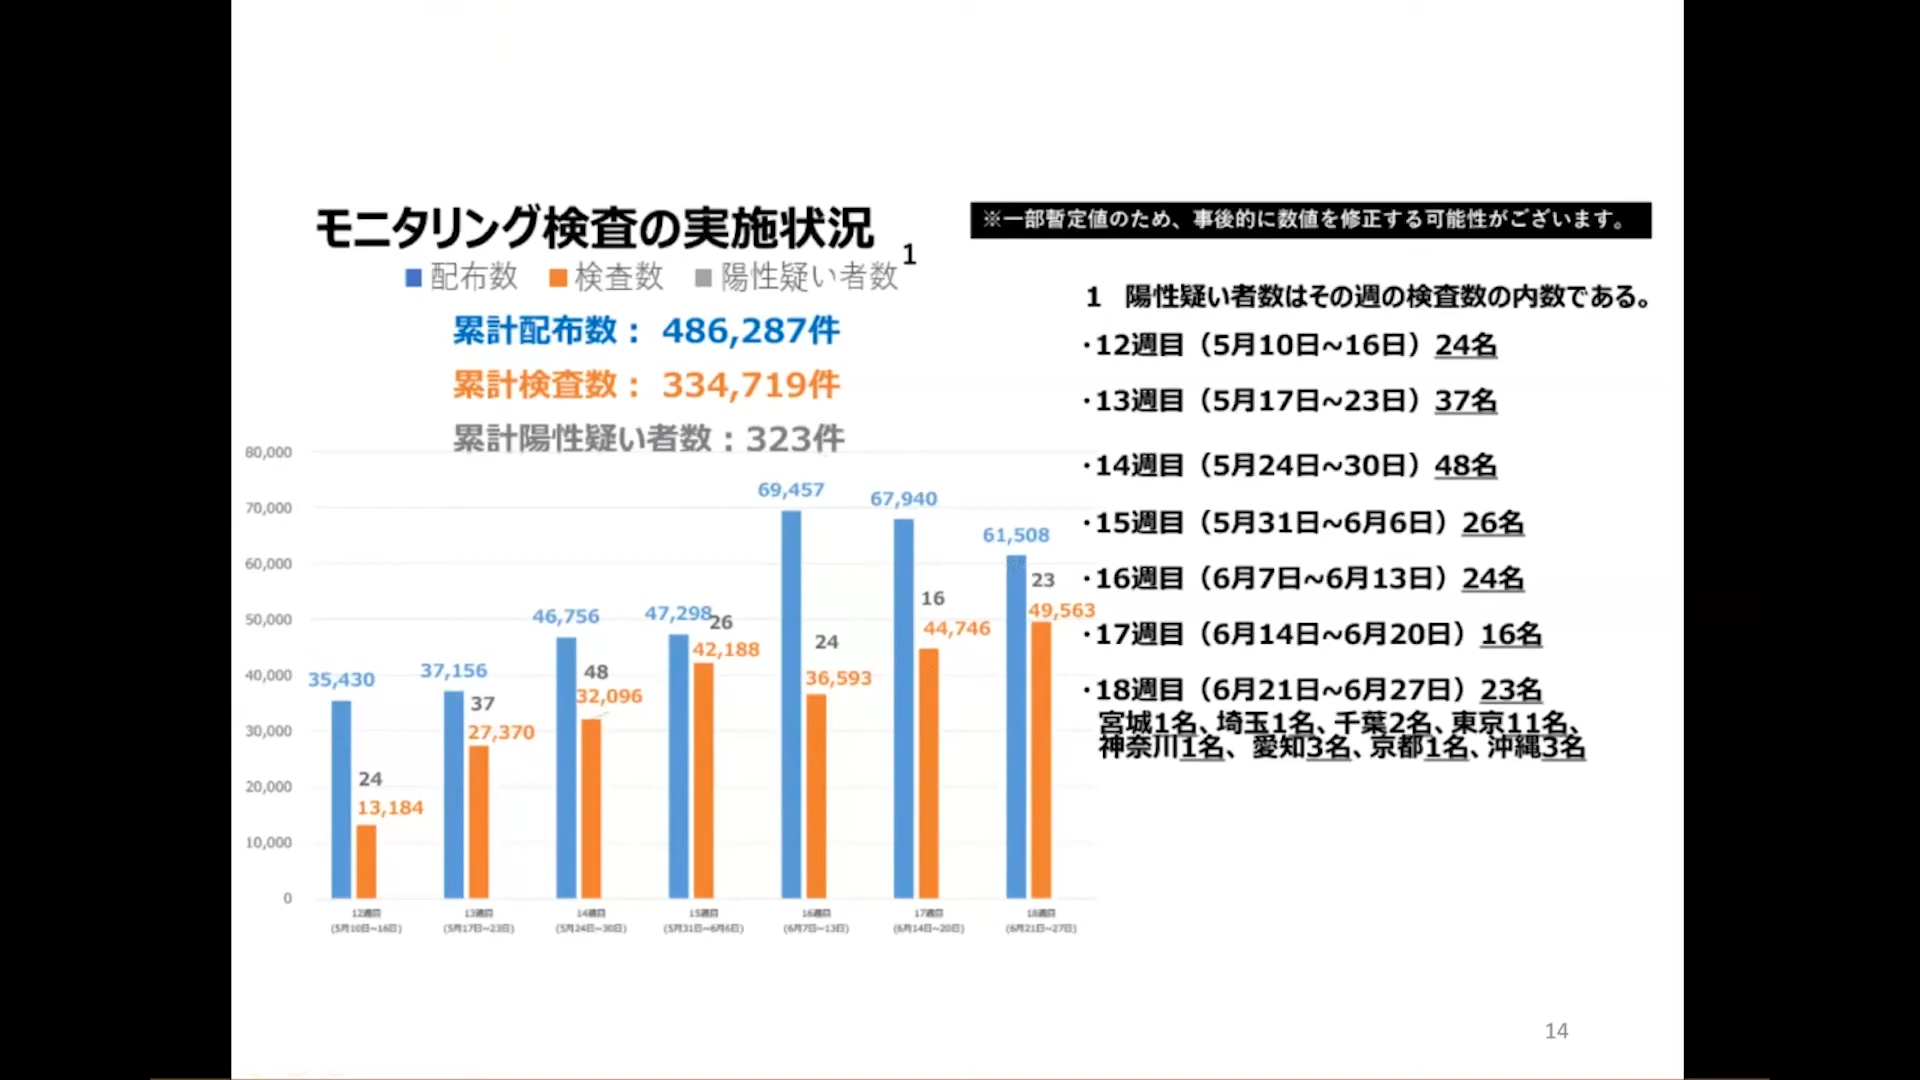 モニタリング検査の実施状況
※一部暫定値のため、事後的に数値を修正する可能性がございます。
配布数 検査数 陽性疑い者数 1
累計配布数： 486,287件
累計検査数： 334,719件
累計陽性疑い者数：323件
80,000
70,000
60,000
50,000
40,000
30,000
20,000
10,000
0
35,430
24
13,184
37,156
37
27,370
46,756
48
32,096
47,298
26
42,188
69,457
24
36,593
67,940
16
44,746
61,508
23
49,563
12週目
(5月10日~16日)
13週目
(5月17日~23日)
14週目
(5月24日~30日)
15週目
(5月31日~6月6日)
16週目
(6月7日~13日)
17週目
(6月14日~20日)
18週目
(6月21日~27日)
1 陽性疑い者数はその週の検査数の内数である。
･12週目（5月10日~16日）24名
･13週目（5月17日~23日）37名
･14週目（5月24日~30日）48名
･15週目（5月31日~6月6日）26名
･16週目（6月7日~6月13日）24名
･17週目（6月14日~6月20日）16名
･18週目（6月21日~6月27日）23名
宮城1名、埼玉1名、千葉2名、東京11名、
神奈川1名、愛知3名、京都1名、沖縄3名
14